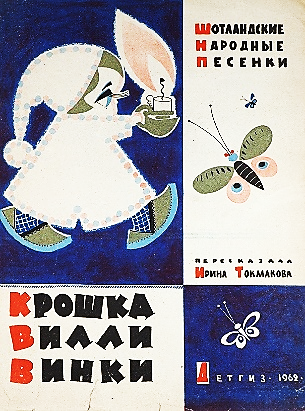 Шотландские
Народные
Песенки
Пересказала
Ирина Токмакова
Крошка
Вилли
Винки
Детгиз · 1962